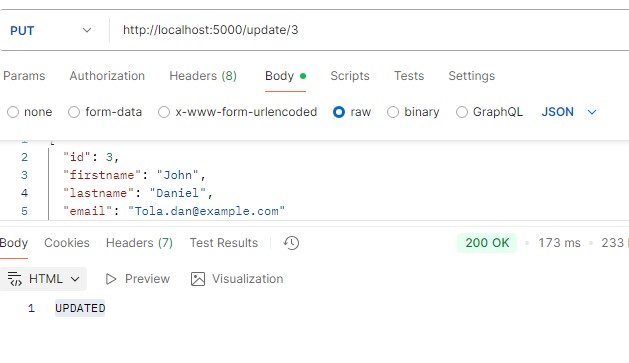 PUT http://localhost:5000/update/3
Params Authorization Headers (8) Body Scripts Tests Settings
none form-data x-www-form-urlencoded raw binary GraphQL JSON
2 "id": 3,
3 "firstname": "John",
4 "lastname": "Daniel",
5 "email": "Tola.dan@example.com"
Body Cookies Headers (7) Test Results 200 OK • 173 ms • 233
HTML Preview Visualization
1 UPDATED